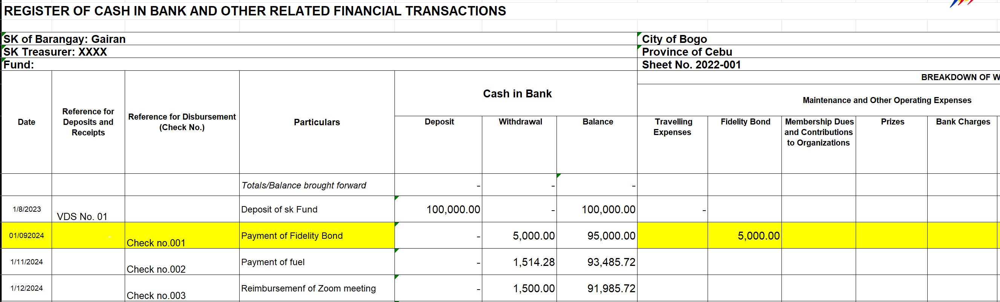 REGISTER OF CASH IN BANK AND OTHER RELATED FINANCIAL TRANSACTIONS
SK of Barangay: Gairan
City of Bogo
SK Treasurer: XXXX
Province of Cebu
Fund:
Sheet No. 2022-001
BREAKDOWN OF W
Cash in Bank
Maintenance and Other Operating Expenses
Date
Reference for
Deposits and
Receipts
Reference for Disbursement
(Check No.)
Particulars
Deposit
Withdrawal
Balance
Travelling
Expenses
Fidelity Bond
Membership Dues
and Contributions
to Organizations
Prizes
Bank Charges
Totals/Balance brought forward - - -
1/8/2023 VDS No. 01 Deposit of sk Fund 100,000.00 - 100,000.00 -
01/092024 - Check no.001 Payment of Fidelity Bond - 5,000.00 95,000.00 5,000.00
1/11/2024 Check no.002 Payment of fuel - 1,514.28 93,485.72
1/12/2024 Check no.003 Reimbursemenf of Zoom meeting - 1,500.00 91,985.72